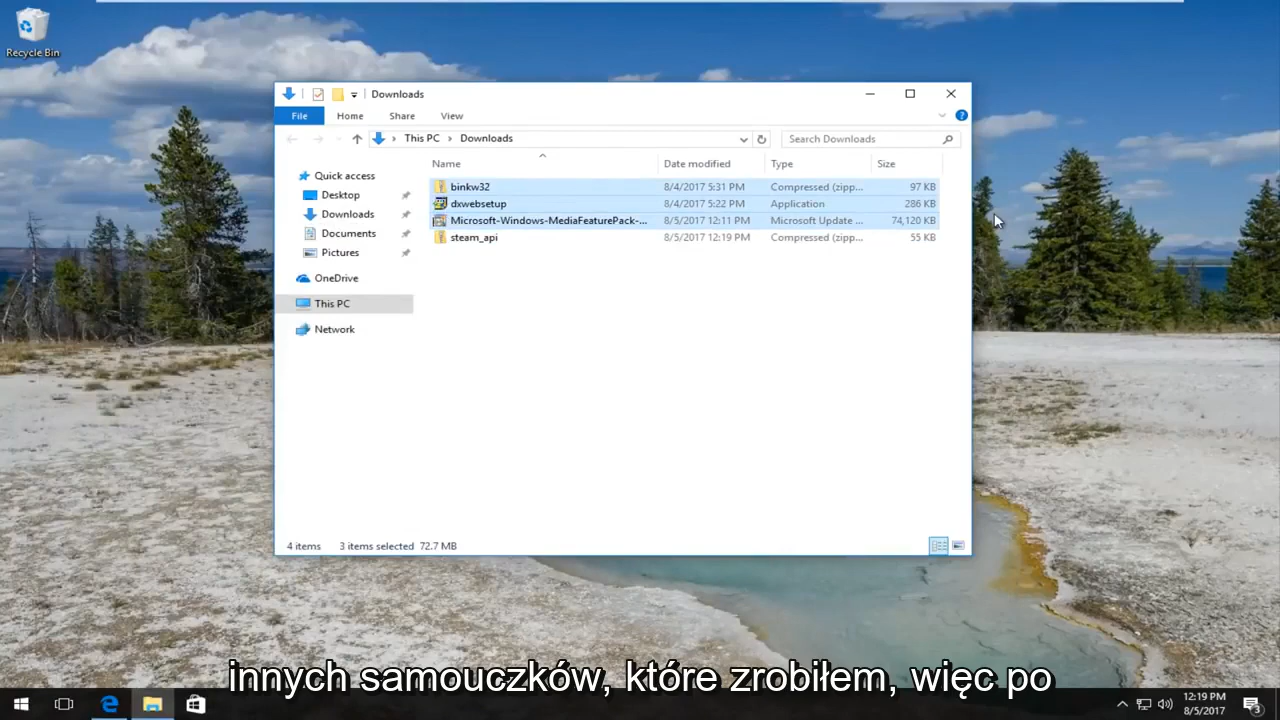 Recycle Bin
Downloads
File Home Share View
This PC Downloads
Search Downloads
Name Date modified Type Size
binkw32 8/4/2017 5:31 PM Compressed (zipp... 97 KB
dxwebsetup 8/4/2017 5:22 PM Application 286 KB
Microsoft-Windows-MediaFeaturePack-... 8/5/2017 12:11 PM Microsoft Update ... 74,120 KB
steam_api 8/5/2017 12:19 PM Compressed (zipp... 55 KB
Quick access
Desktop
Downloads
Documents
Pictures
OneDrive
This PC
Network
4 items 3 items selected 72.7 MB
innych samouczków, które zrobiłem, więc po
12:19 PM
8/5/2017
3